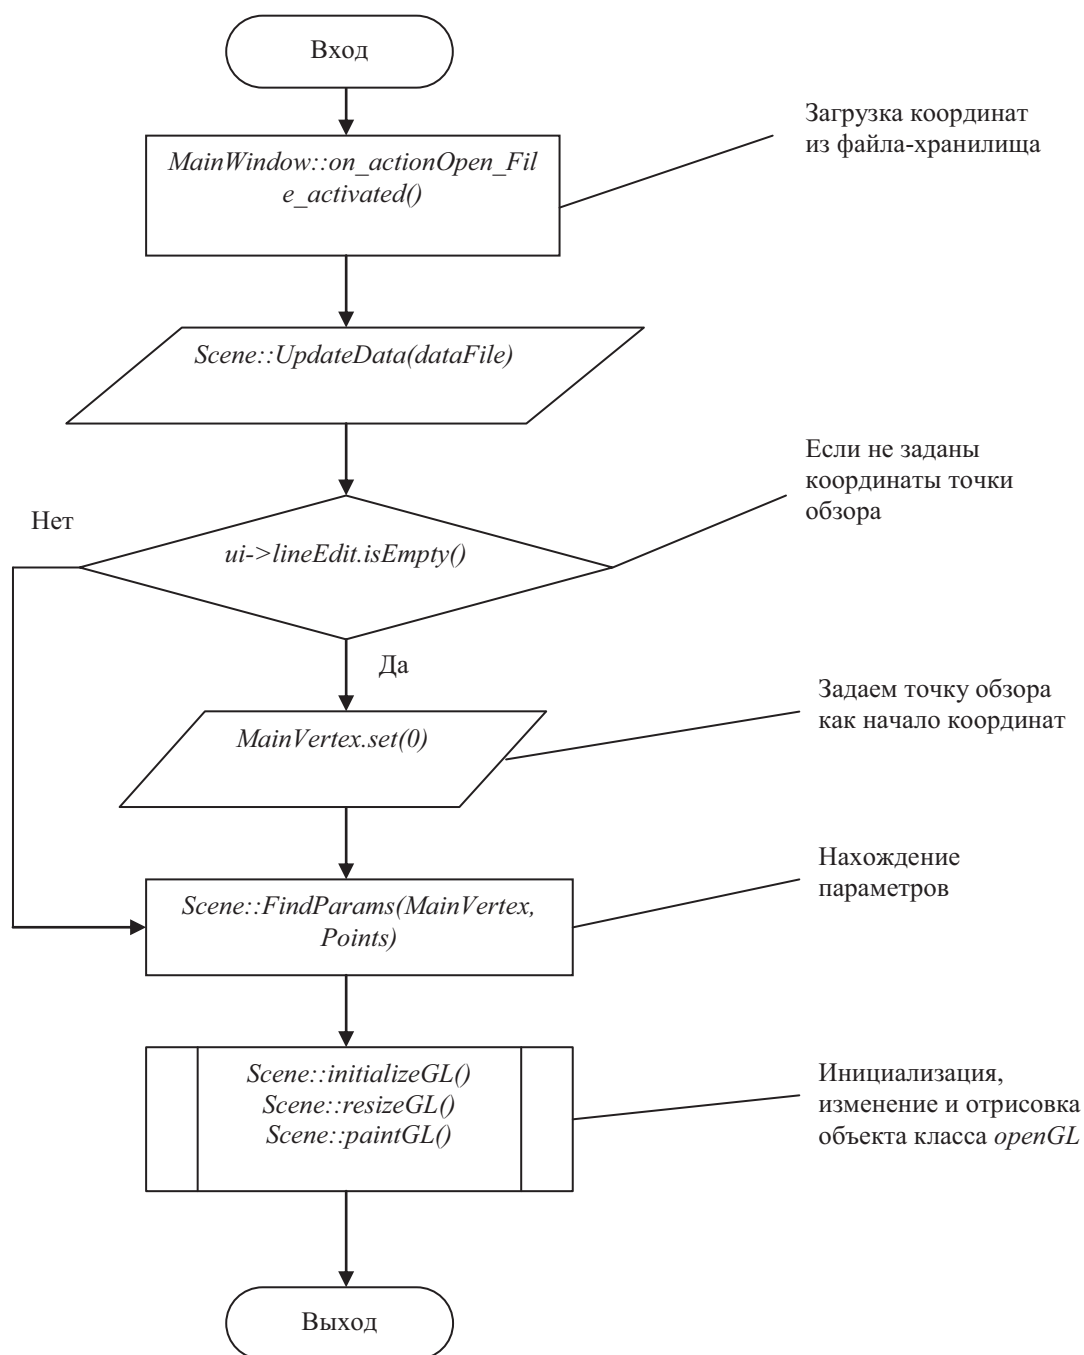 Вход
Загрузка координат
из файла-хранилища
MainWindow::on_actionOpen_Fil
e_activated()
Scene::UpdateData(dataFile)
Если не заданы
координаты точки
обзора
Нет
ui->lineEdit.isEmpty()
Да
Задаем точку обзора
как начало координат
MainVertex.set(0)
Нахождение
параметров
Scene::FindParams(MainVertex,
Points)
Scene::initializeGL()
Scene::resizeGL()
Scene::paintGL()
Инициализация,
изменение и отрисовка
объекта класса openGL
Выход